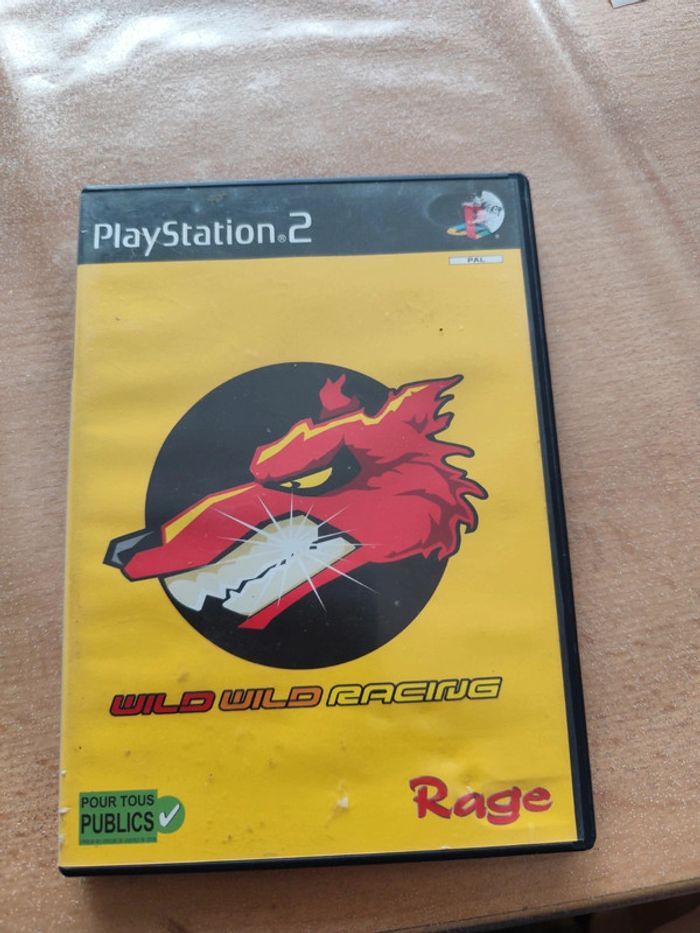 PlayStation®2
PAL
WILD WILD RACING
POUR TOUS
PUBLICS
Rage